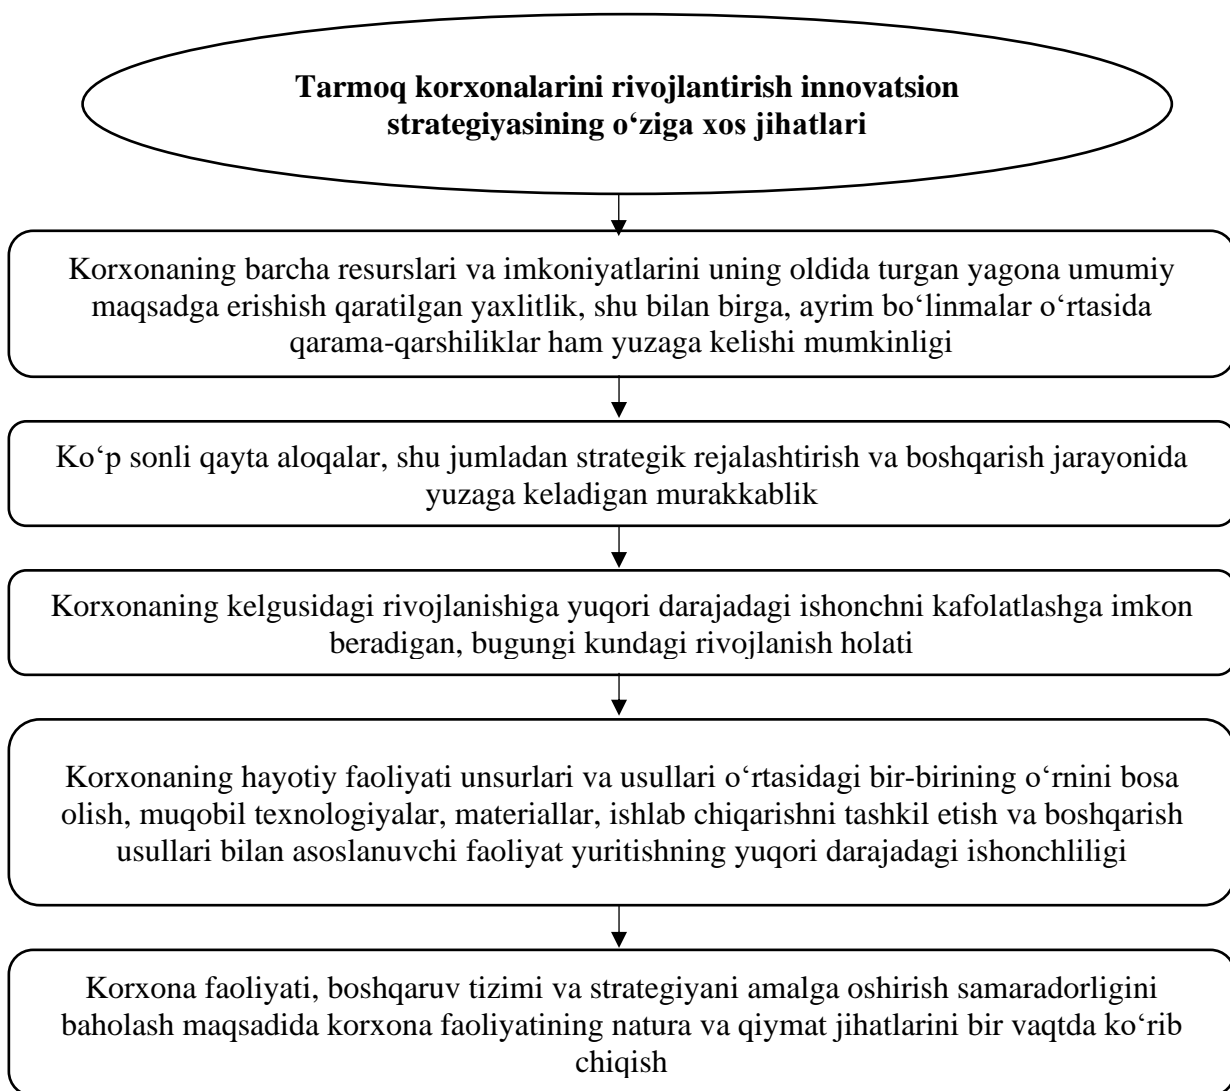 Tarmoq korxonalarini rivojlantirish innovatsion
strategiyasining o‘ziga xos jihatlari
Korxonaning barcha resurslari va imkoniyatlarini uning oldida turgan yagona umumiy
maqsadga erishish qaratilgan yaxlitlik, shu bilan birga, ayrim bo‘linmalar o‘rtasida
qarama-qarshiliklar ham yuzaga kelishi mumkinligi
Ko‘p sonli qayta aloqalar, shu jumladan strategik rejalashtirish va boshqarish jarayonida
yuzaga keladigan murakkablik
Korxonaning kelgusidagi rivojlanishiga yuqori darajadagi ishonchni kafolatlashga imkon
beradigan, bugungi kundagi rivojlanish holati
Korxonaning hayotiy faoliyati unsurlari va usullari o‘rtasidagi bir-birining o‘rnini bosa
olish, muqobil texnologiyalar, materiallar, ishlab chiqarishni tashkil etish va boshqarish
usullari bilan asoslanuvchi faoliyat yuritishning yuqori darajadagi ishonchliligi
Korxona faoliyati, boshqaruv tizimi va strategiyani amalga oshirish samaradorligini
baholash maqsadida korxona faoliyatining natura va qiymat jihatlarini bir vaqtda ko‘rib
chiqish